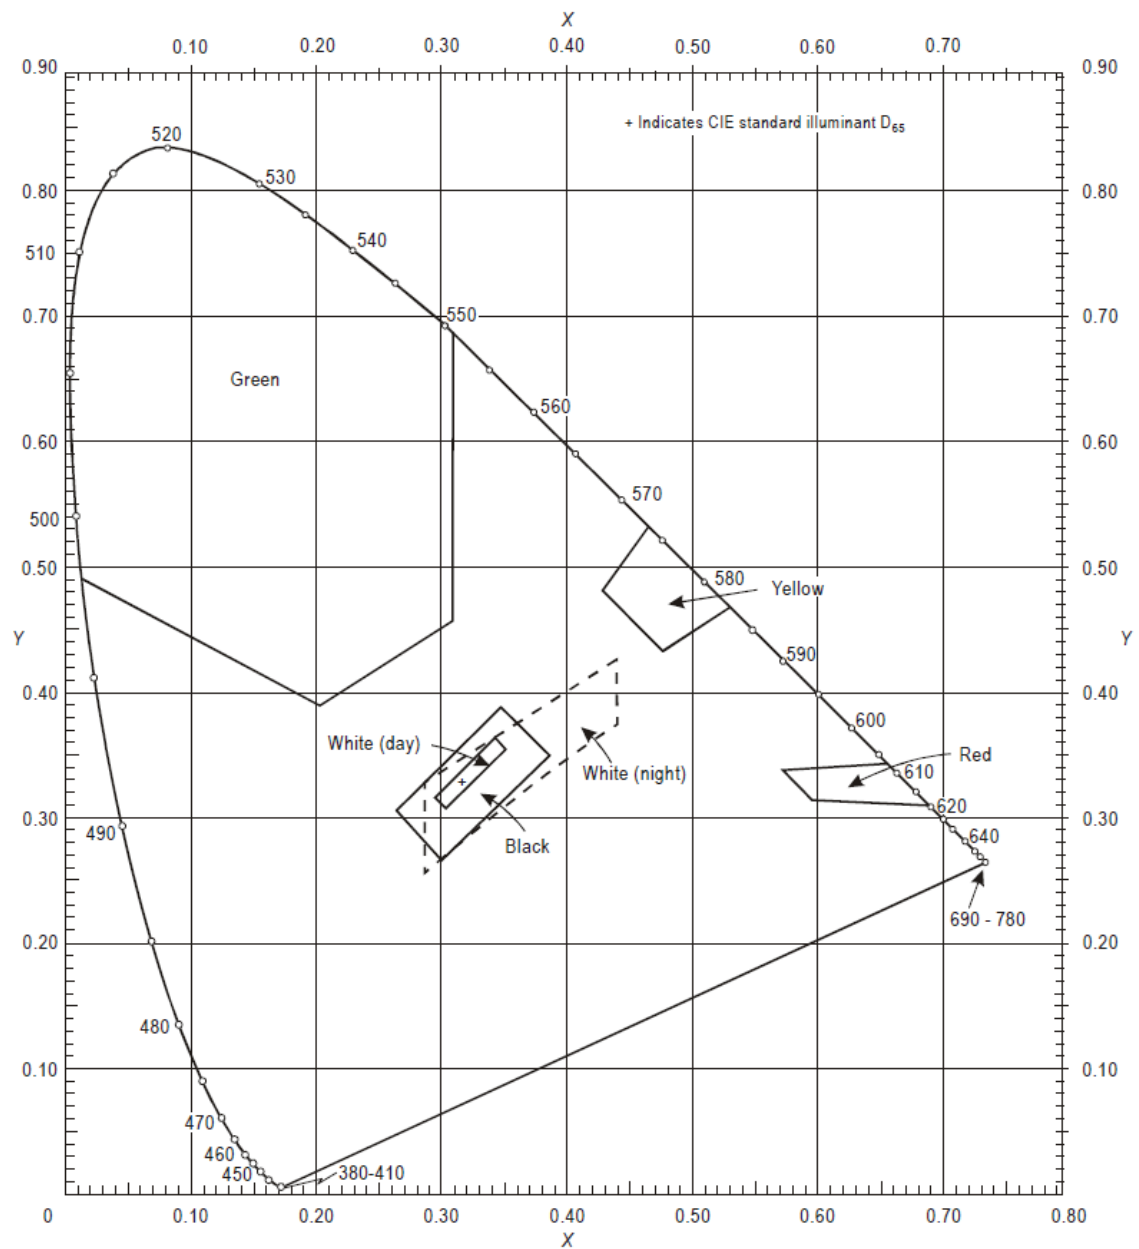 X
0.10 0.20 0.30 0.40 0.50 0.60 0.70
0.90 0.90
+ Indicates CIE standard illuminant D65
520
530
0.80 0.80
540
510
550
0.70 0.70
Green
560
0.60 0.60
570
500
0.50 0.50
580
Yellow
Y Y
590
0.40 0.40
600
White (day)
Red
White (night)
610
620
0.30 0.30
490
640
Black
690 - 780
0.20 0.20
480
0.10 0.10
470
460
450
380-410
0 0.10 0.20 0.30 0.40 0.50 0.60 0.70 0.80
X